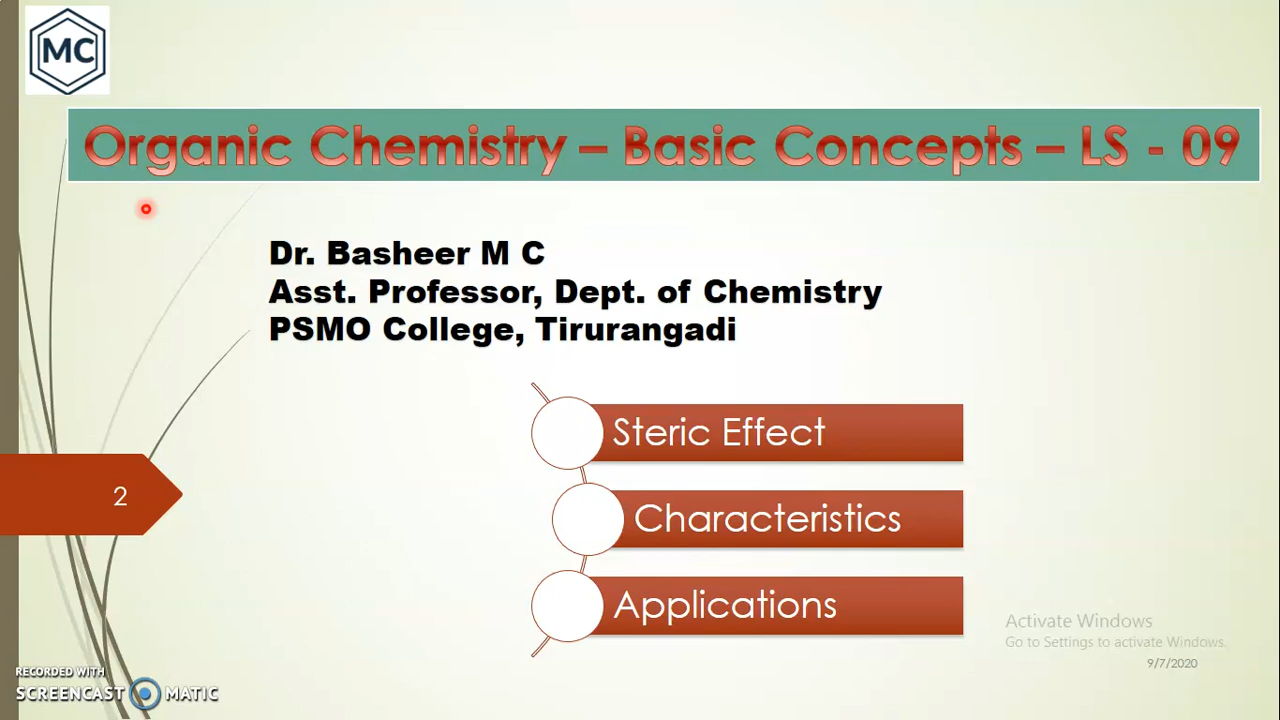 MC
Organic Chemistry – Basic Concepts – LS - 09
Dr. Basheer M C
Asst. Professor, Dept. of Chemistry
PSMO College, Tirurangadi
Steric Effect
2
Characteristics
Applications
Activate Windows
Go to Settings to activate Windows.
9/7/2020
RECORDED WITH
SCREENCAST MATIC